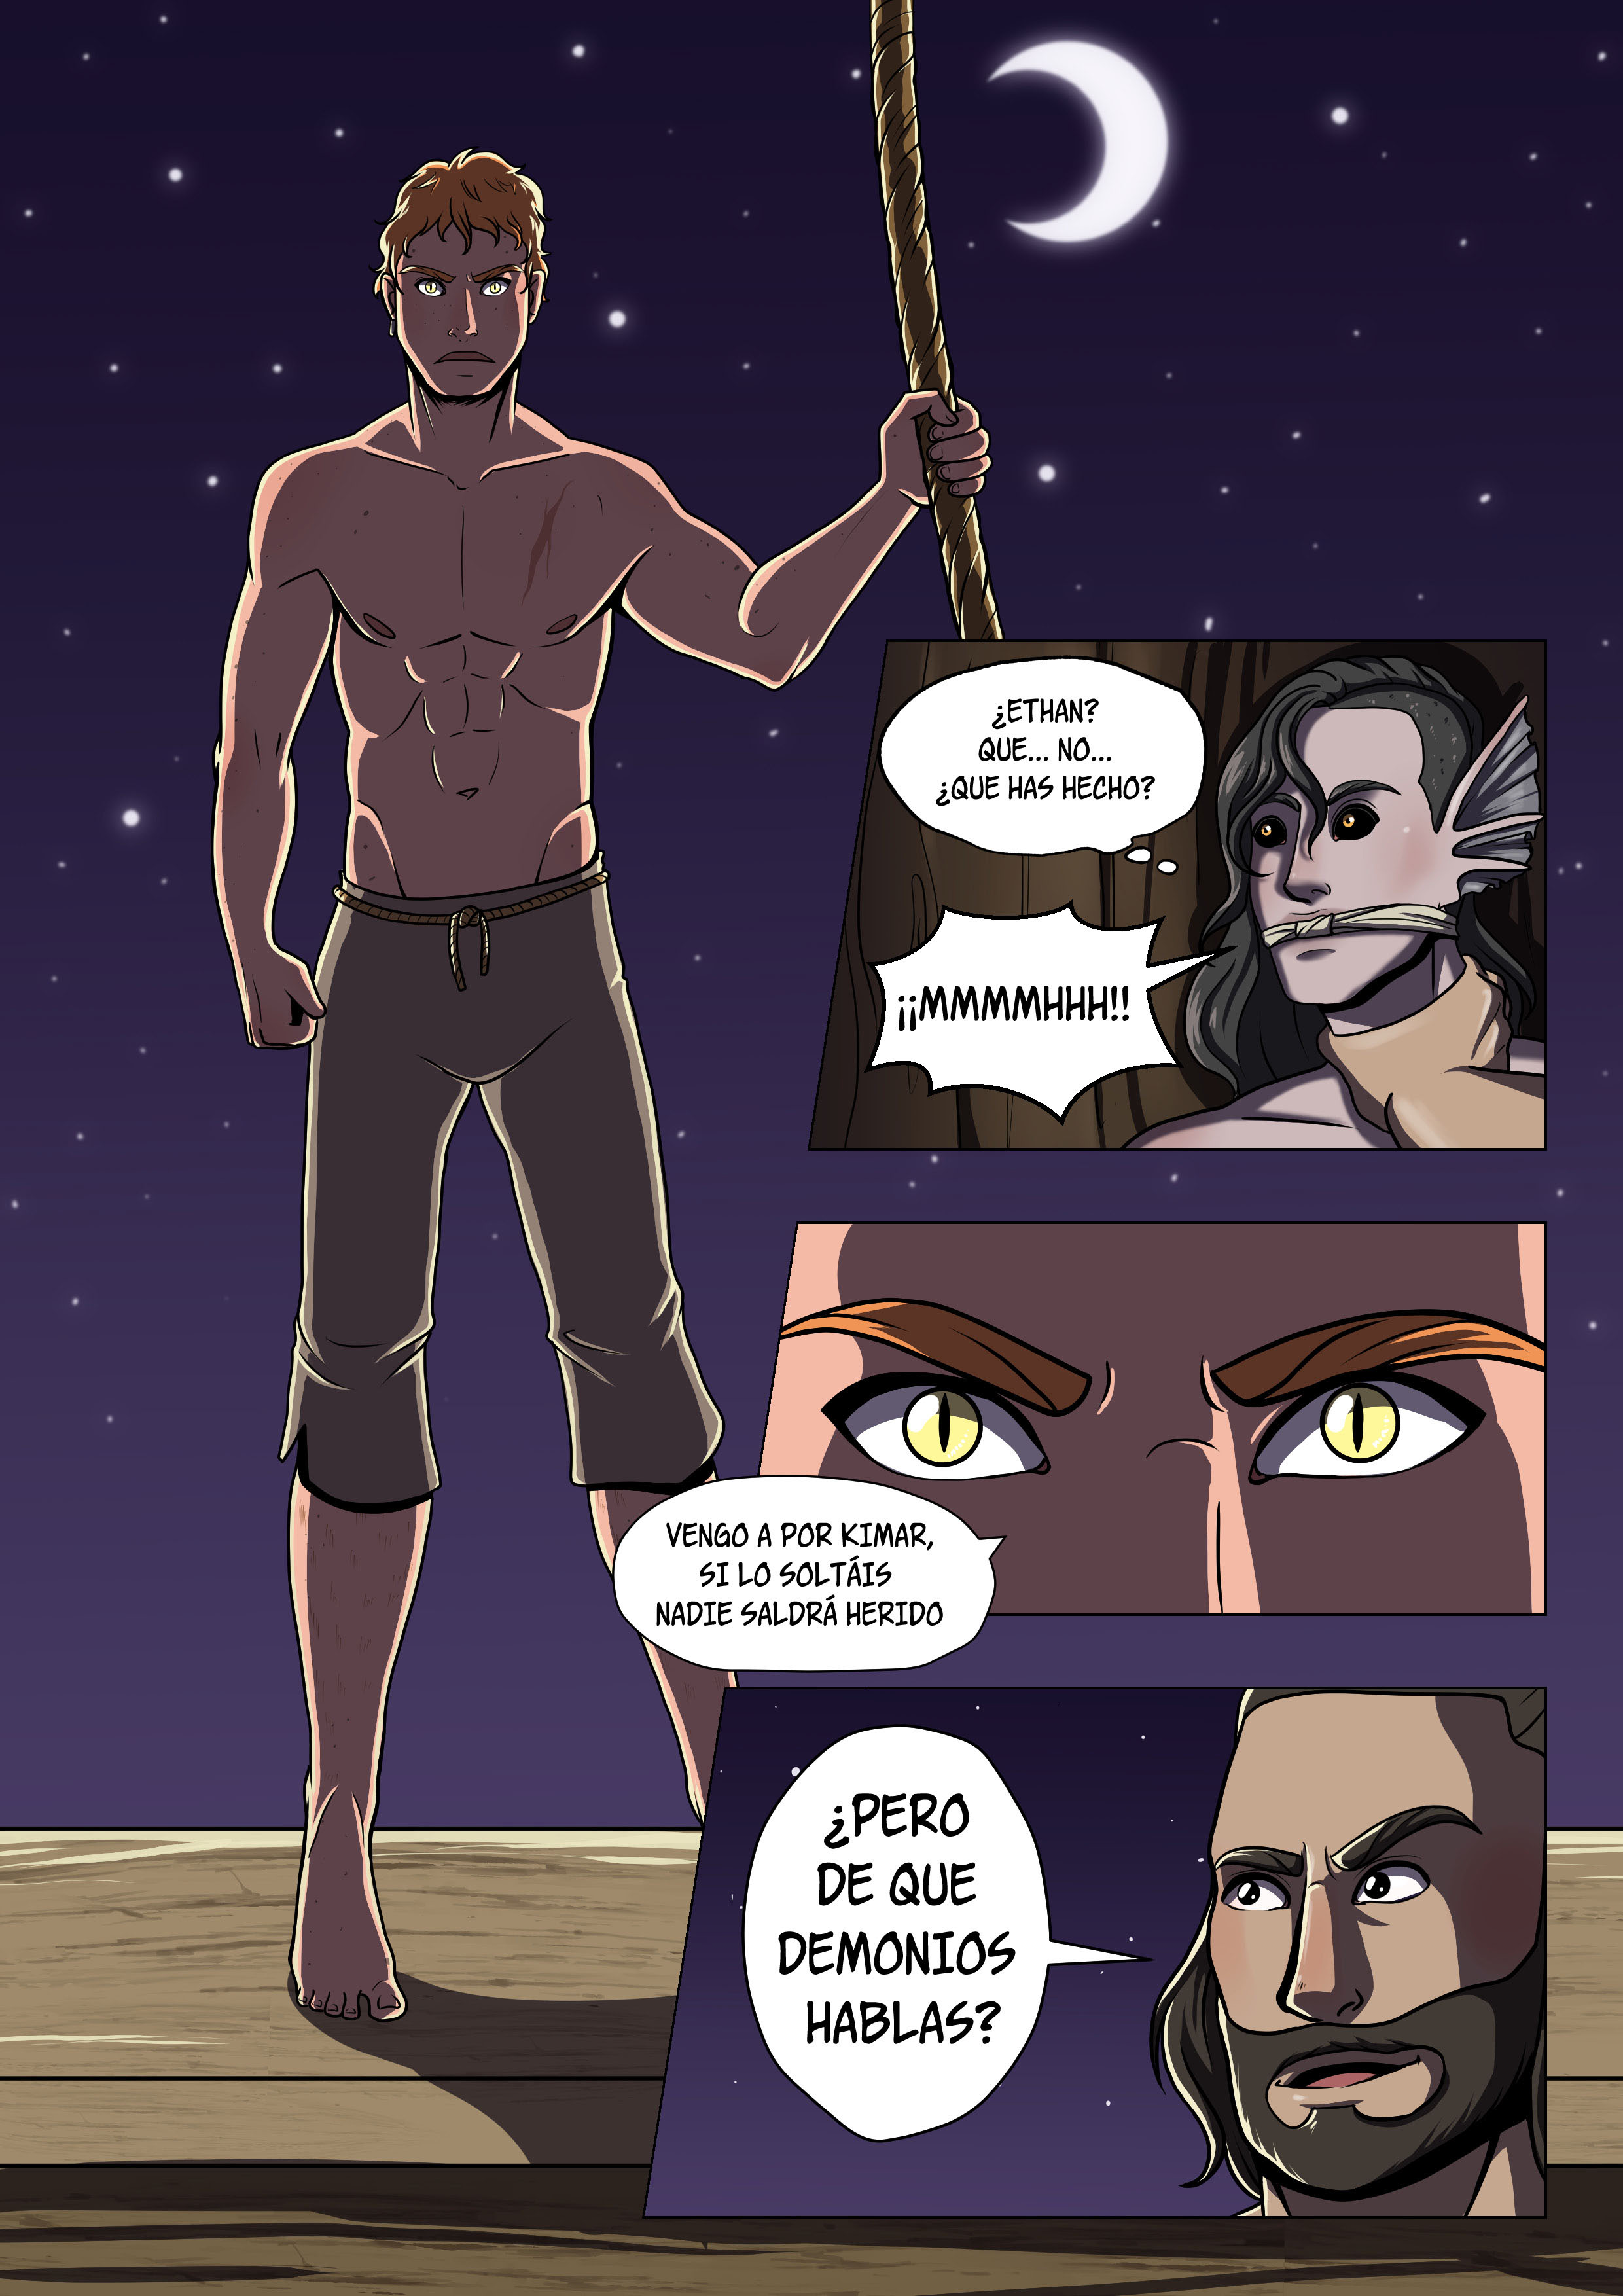 ¿ETHAN?
QUE... NO...
¿QUE HAS HECHO?
¡¡MMMMHHH!!
VENGO A POR KIMAR,
SI LO SOLTÁIS
NADIE SALDRÁ HERIDO
¿PERO
DE QUE
DEMONIOS
HABLAS?